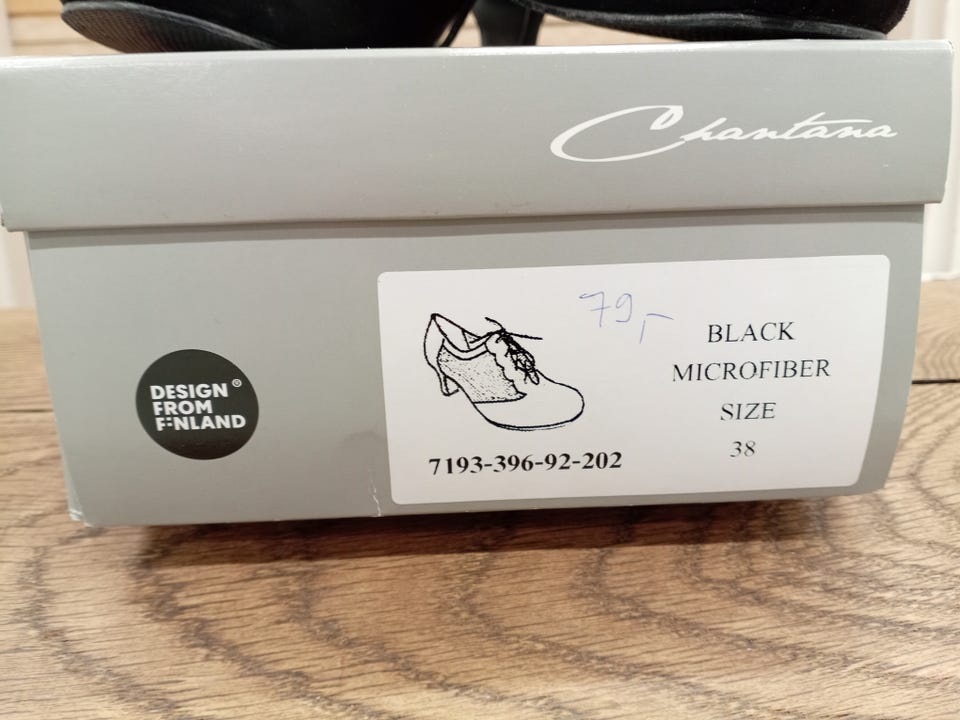 Chantana
79,-
BLACK
MICROFIBER
SIZE
38
7193-396-92-202
DESIGN®
FROM
FINLAND